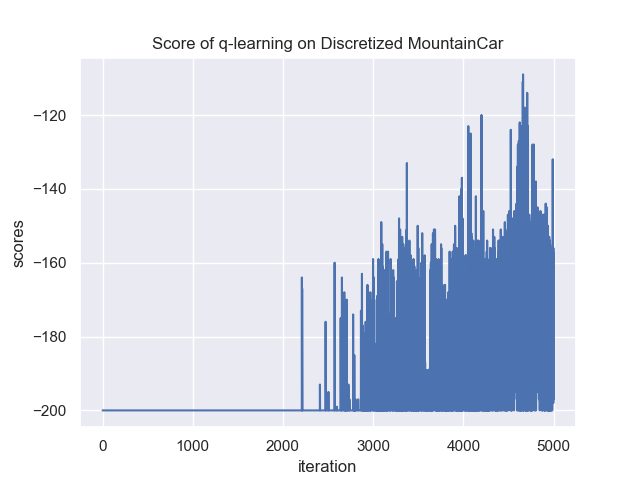 Score of q-learning on Discretized MountainCar
scores
−120
−140
−160
−180
−200
0 1000 2000 3000 4000 5000
iteration